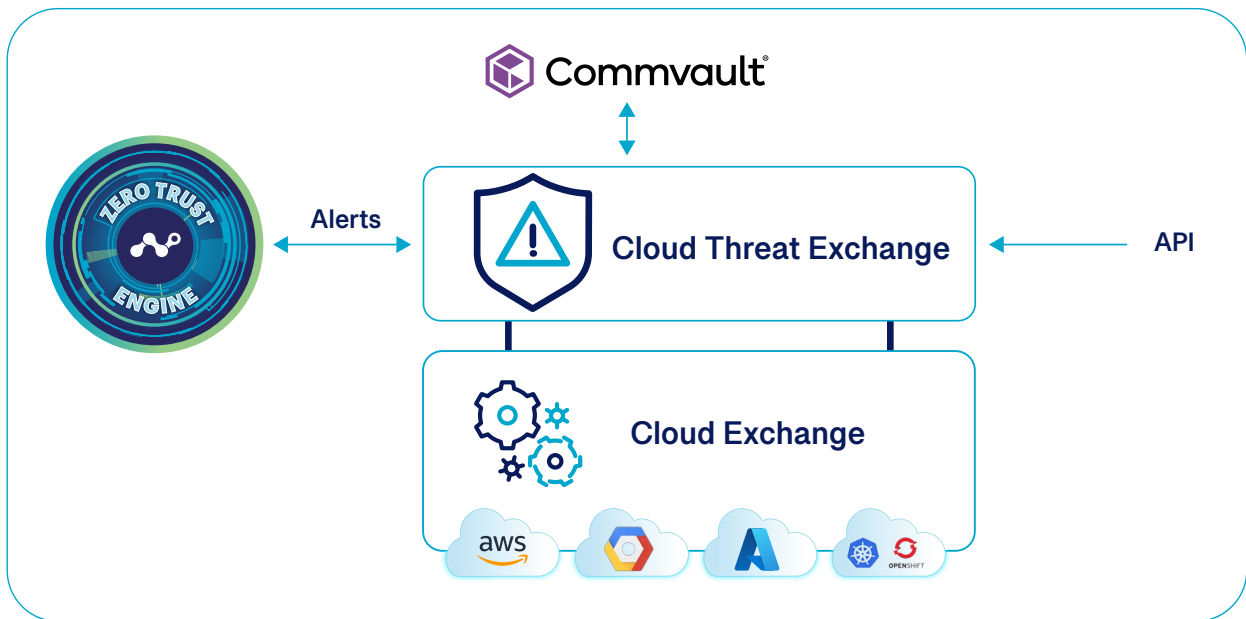 Commvault®
ZERO TRUST
ENGINE
Alerts
Cloud Threat Exchange
API
Cloud Exchange
aws
OPENSHIFT